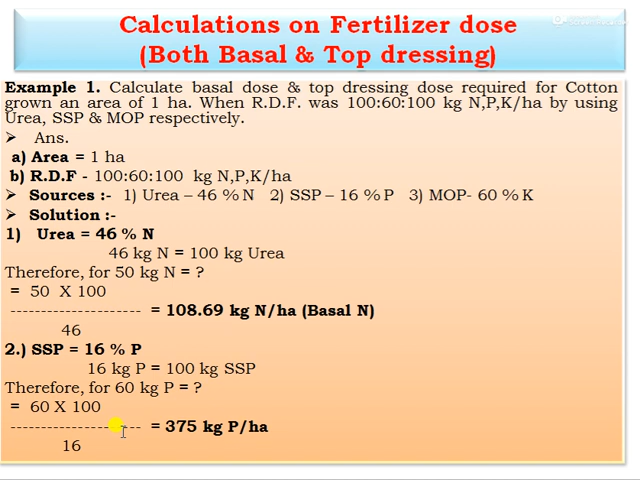 Calculations on Fertilizer dose
(Both Basal & Top dressing)
Example 1. Calculate basal dose & top dressing dose required for Cotton
grown an area of 1 ha. When R.D.F. was 100:60:100 kg N,P,K/ha by using
Urea, SSP & MOP respectively.
➢ Ans.
a) Area = 1 ha
b) R.D.F - 100:60:100 kg N,P,K/ha
➢ Sources :- 1) Urea – 46 % N 2) SSP – 16 % P 3) MOP- 60 % K
➢ Solution :-
1) Urea = 46 % N
46 kg N = 100 kg Urea
Therefore, for 50 kg N = ?
= 50 X 100
--------------------- = 108.69 kg N/ha (Basal N)
46
2.) SSP = 16 % P
16 kg P = 100 kg SSP
Therefore, for 60 kg P = ?
= 60 X 100
--------------------- = 375 kg P/ha
16